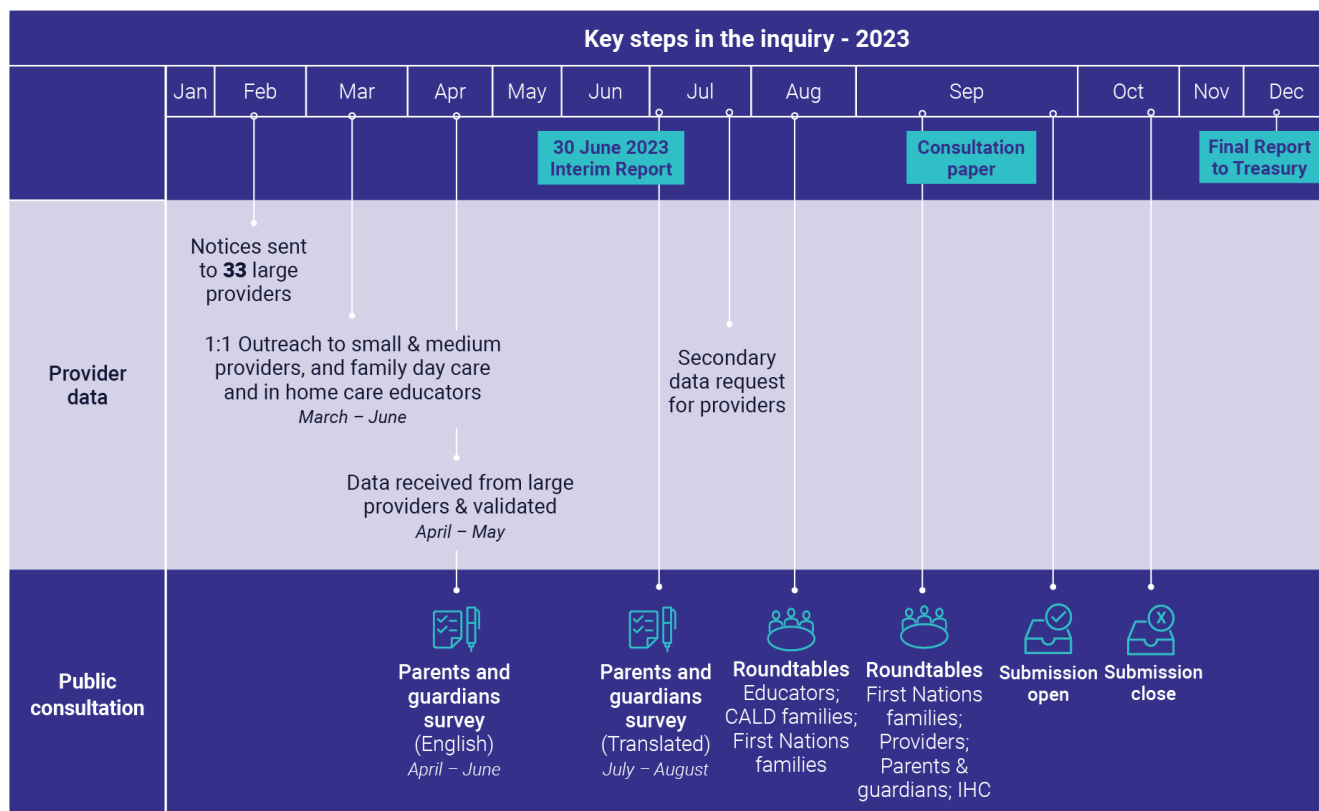 Key steps in the inquiry - 2023
Jan Feb Mar Apr May Jun Jul Aug Sep Oct Nov Dec
30 June 2023
Interim Report
Consultation
paper
Final Report
to Treasury
Provider
data
Notices sent
to 33 large
providers
1:1 Outreach to small & medium
providers, and family day care
and in home care educators
March – June
Data received from large
providers & validated
April – May
Secondary
data request
for providers
Public
consultation
Parents and
guardians
survey
(English)
April – June
Parents and
guardians
survey
(Translated)
July – August
Roundtables
Educators;
CALD families;
First Nations
families
Roundtables
First Nations
families;
Providers;
Parents &
guardians; IHC
Submission
open
Submission
close